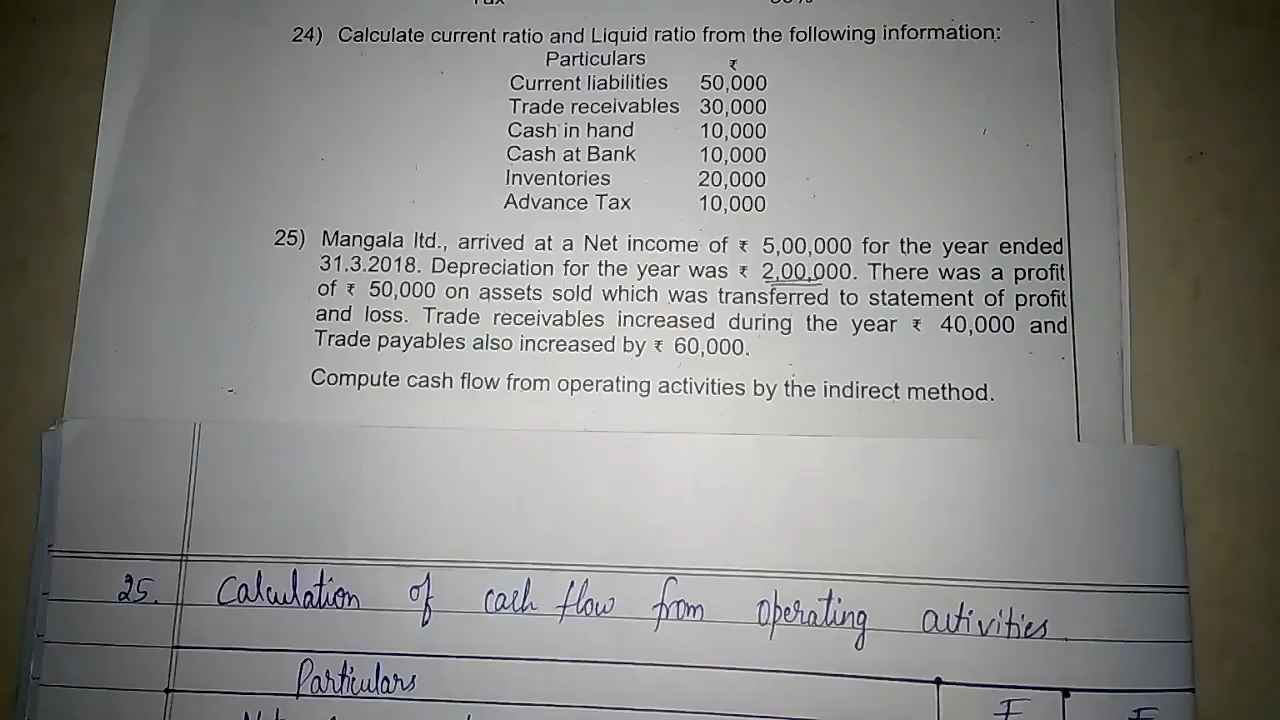 24) Calculate current ratio and Liquid ratio from the following information:
Particulars ₹
Current liabilities 50,000
Trade receivables 30,000
Cash in hand 10,000
Cash at Bank 10,000
Inventories 20,000
Advance Tax 10,000
25) Mangala ltd., arrived at a Net income of ₹ 5,00,000 for the year ended
31.3.2018. Depreciation for the year was ₹ 2,00,000. There was a profit
of ₹ 50,000 on assets sold which was transferred to statement of profit
and loss. Trade receivables increased during the year ₹ 40,000 and
Trade payables also increased by ₹ 60,000.
Compute cash flow from operating activities by the indirect method.
25. Calculation of cash flow from operating activities.
Particulars